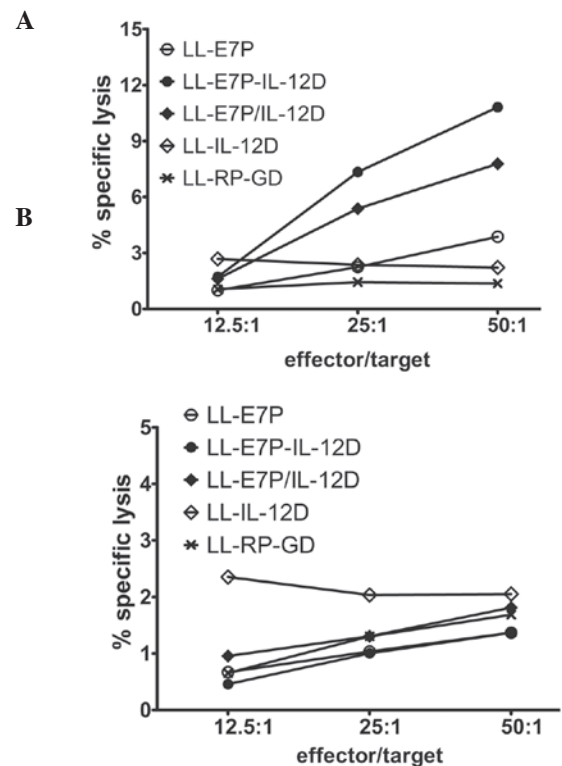 A
15
12
9
6
3
0
% specific lysis
LL-E7P
LL-E7P-IL-12D
LL-E7P/IL-12D
LL-IL-12D
LL-RP-GD
12.5:1 25:1 50:1
effector/target
B
5
4
3
2
1
0
% specific lysis
LL-E7P
LL-E7P-IL-12D
LL-E7P/IL-12D
LL-IL-12D
LL-RP-GD
12.5:1 25:1 50:1
effector/target